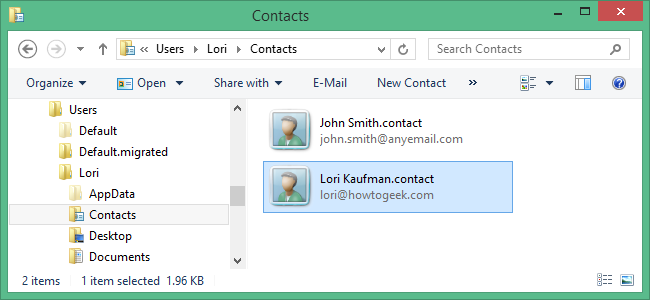 Contacts
« Users Lori Contacts
Search Contacts
Organize Open Share with E-Mail New Contact »
Users
Default
Default.migrated
Lori
AppData
Contacts
Desktop
Documents
John Smith.contact
john.smith@anyemail.com
Lori Kaufman.contact
lori@howtogeek.com
2 items 1 item selected 1.96 KB